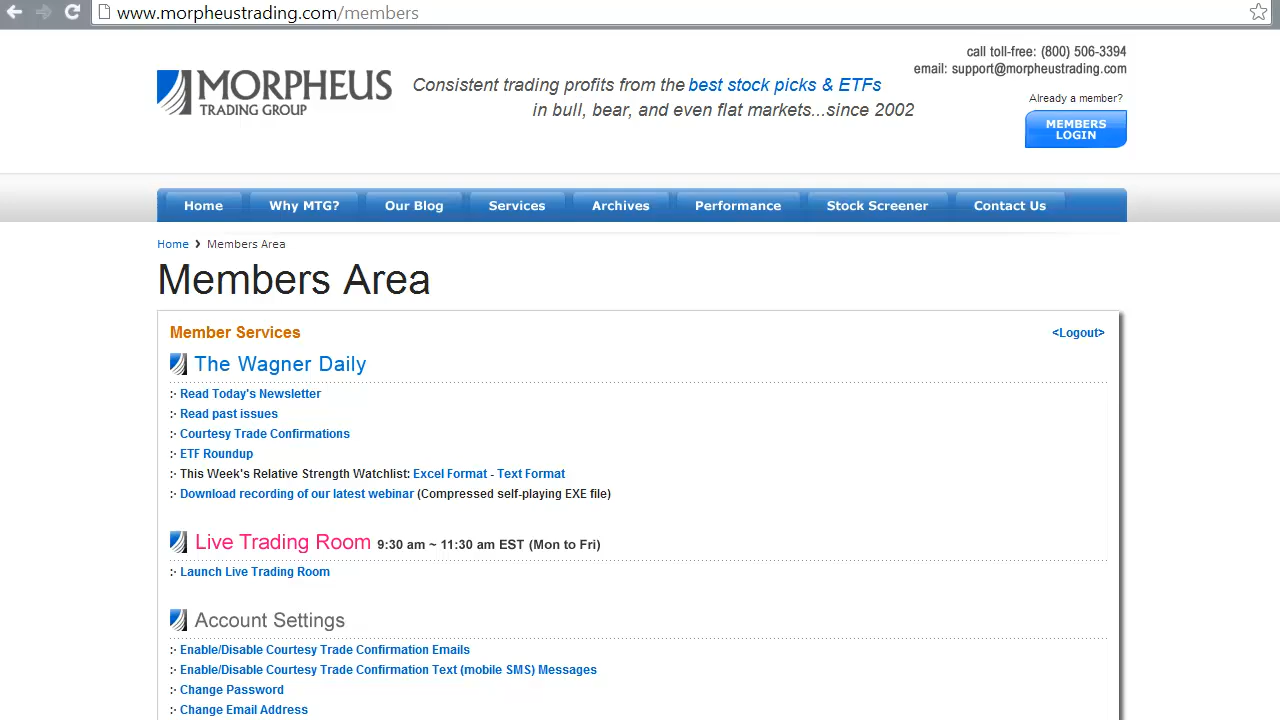 www.morpheustrading.com/members
call toll-free: (800) 506-3394
email: support@morpheustrading.com
MORPHEUS
TRADING GROUP
Consistent trading profits from the best stock picks & ETFs
in bull, bear, and even flat markets...since 2002
Already a member?
MEMBERS
LOGIN
Home Why MTG? Our Blog Services Archives Performance Stock Screener Contact Us
Home › Members Area
Members Area
Member Services <Logout>
The Wagner Daily
:· Read Today's Newsletter
:· Read past issues
:· Courtesy Trade Confirmations
:· ETF Roundup
:· This Week's Relative Strength Watchlist: Excel Format - Text Format
:· Download recording of our latest webinar (Compressed self-playing EXE file)
Live Trading Room 9:30 am ~ 11:30 am EST (Mon to Fri)
:· Launch Live Trading Room
Account Settings
:· Enable/Disable Courtesy Trade Confirmation Emails
:· Enable/Disable Courtesy Trade Confirmation Text (mobile SMS) Messages
:· Change Password
:· Change Email Address